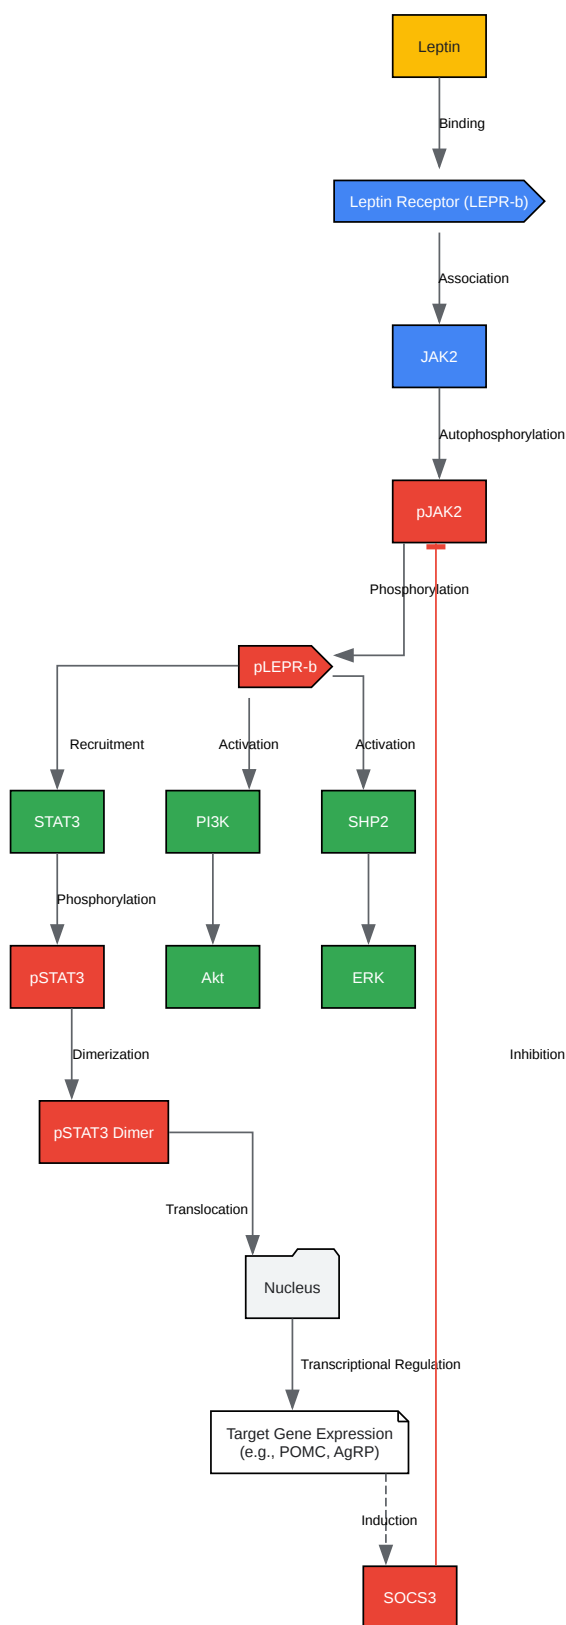 Leptin
Binding
Leptin Receptor (LEPR-b)
Association
JAK2
Autophosphorylation
pJAK2
Phosphorylation
pLEPR-b
Recruitment
Activation
Activation
STAT3
PI3K
SHP2
Phosphorylation
pSTAT3
Akt
ERK
Dimerization
Inhibition
pSTAT3 Dimer
Translocation
Nucleus
Transcriptional Regulation
Target Gene Expression
(e.g., POMC, AgRP)
Induction
SOCS3